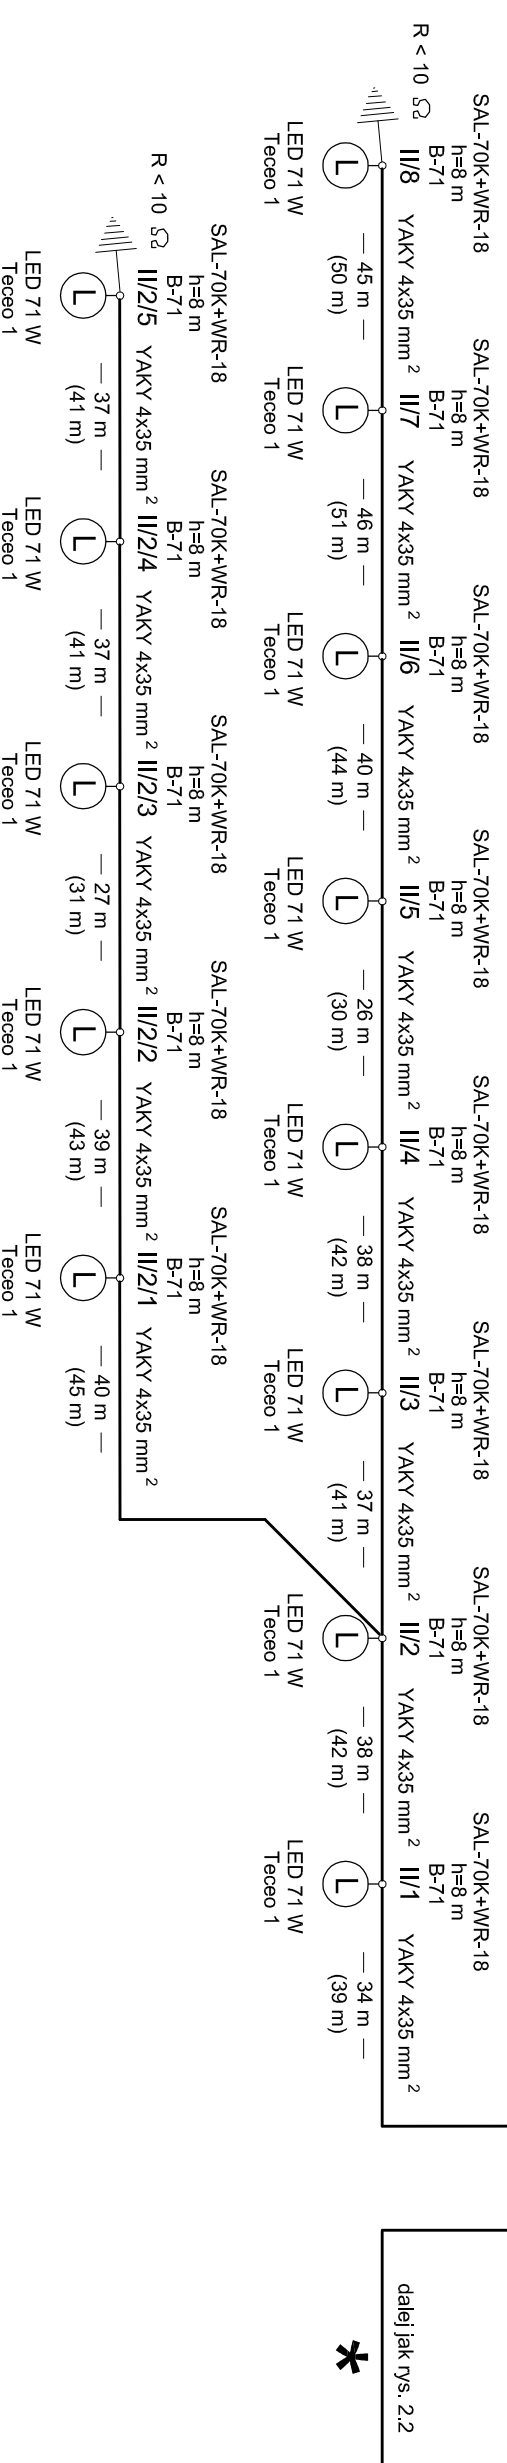 R < 10 Ω
SAL-70K+WR-18
h=8 m
B-71
II/8
YAKY 4x35 mm²
— 45 m —
(50 m)
L
LED 71 W
Teceo 1
SAL-70K+WR-18
h=8 m
B-71
II/7
YAKY 4x35 mm²
— 46 m —
(51 m)
L
LED 71 W
Teceo 1
SAL-70K+WR-18
h=8 m
B-71
II/6
YAKY 4x35 mm²
— 40 m —
(44 m)
L
LED 71 W
Teceo 1
SAL-70K+WR-18
h=8 m
B-71
II/5
YAKY 4x35 mm²
— 26 m —
(30 m)
L
LED 71 W
Teceo 1
SAL-70K+WR-18
h=8 m
B-71
II/4
YAKY 4x35 mm²
— 38 m —
(42 m)
L
LED 71 W
Teceo 1
SAL-70K+WR-18
h=8 m
B-71
II/3
YAKY 4x35 mm²
— 37 m —
(41 m)
L
LED 71 W
Teceo 1
SAL-70K+WR-18
h=8 m
B-71
II/2
YAKY 4x35 mm²
— 38 m —
(42 m)
L
LED 71 W
Teceo 1
SAL-70K+WR-18
h=8 m
B-71
II/1
YAKY 4x35 mm²
— 34 m —
(39 m)
L
LED 71 W
Teceo 1
dalej jak rys. 2.2
*
R < 10 Ω
SAL-70K+WR-18
h=8 m
B-71
II/2/5
YAKY 4x35 mm²
— 37 m —
(41 m)
L
LED 71 W
Teceo 1
SAL-70K+WR-18
h=8 m
B-71
II/2/4
YAKY 4x35 mm²
— 37 m —
(41 m)
L
LED 71 W
Teceo 1
SAL-70K+WR-18
h=8 m
B-71
II/2/3
YAKY 4x35 mm²
— 27 m —
(31 m)
L
LED 71 W
Teceo 1
SAL-70K+WR-18
h=8 m
B-71
II/2/2
YAKY 4x35 mm²
— 39 m —
(43 m)
L
LED 71 W
Teceo 1
SAL-70K+WR-18
h=8 m
B-71
II/2/1
YAKY 4x35 mm²
— 40 m —
(45 m)
L
LED 71 W
Teceo 1